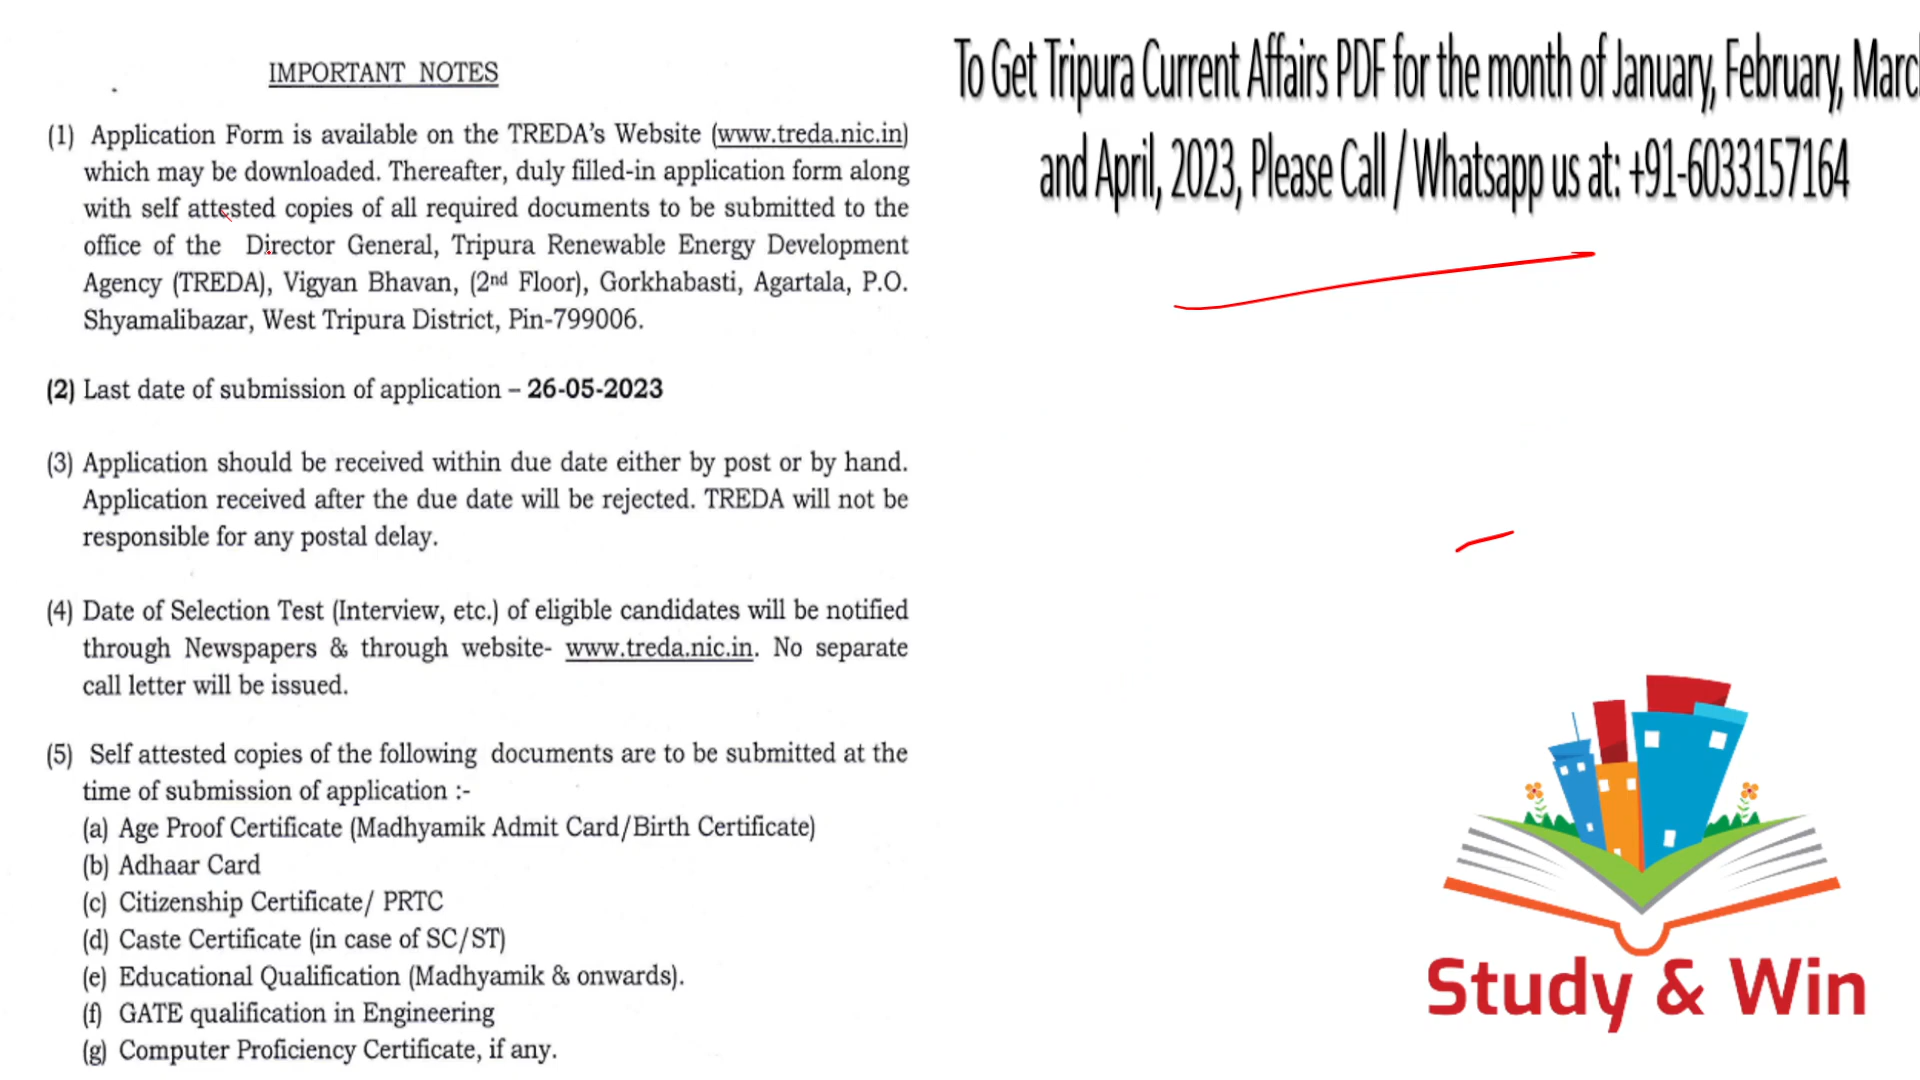 IMPORTANT NOTES
(1) Application Form is available on the TREDA's Website (www.treda.nic.in)
which may be downloaded. Thereafter, duly filled-in application form along
with self attested copies of all required documents to be submitted to the
office of the Director General, Tripura Renewable Energy Development
Agency (TREDA), Vigyan Bhavan, (2nd Floor), Gorkhabasti, Agartala, P.O.
Shyamalibazar, West Tripura District, Pin-799006.
(2) Last date of submission of application – 26-05-2023
(3) Application should be received within due date either by post or by hand.
Application received after the due date will be rejected. TREDA will not be
responsible for any postal delay.
(4) Date of Selection Test (Interview, etc.) of eligible candidates will be notified
through Newspapers & through website- www.treda.nic.in. No separate
call letter will be issued.
(5) Self attested copies of the following documents are to be submitted at the
time of submission of application :-
(a) Age Proof Certificate (Madhyamik Admit Card/Birth Certificate)
(b) Adhaar Card
(c) Citizenship Certificate/ PRTC
(d) Caste Certificate (in case of SC/ST)
(e) Educational Qualification (Madhyamik & onwards).
(f) GATE qualification in Engineering
(g) Computer Proficiency Certificate, if any.
To Get Tripura Current Affairs PDF for the month of January, February, Marc
and April, 2023, Please Call / Whatsapp us at: +91-6033157164
Study & Win